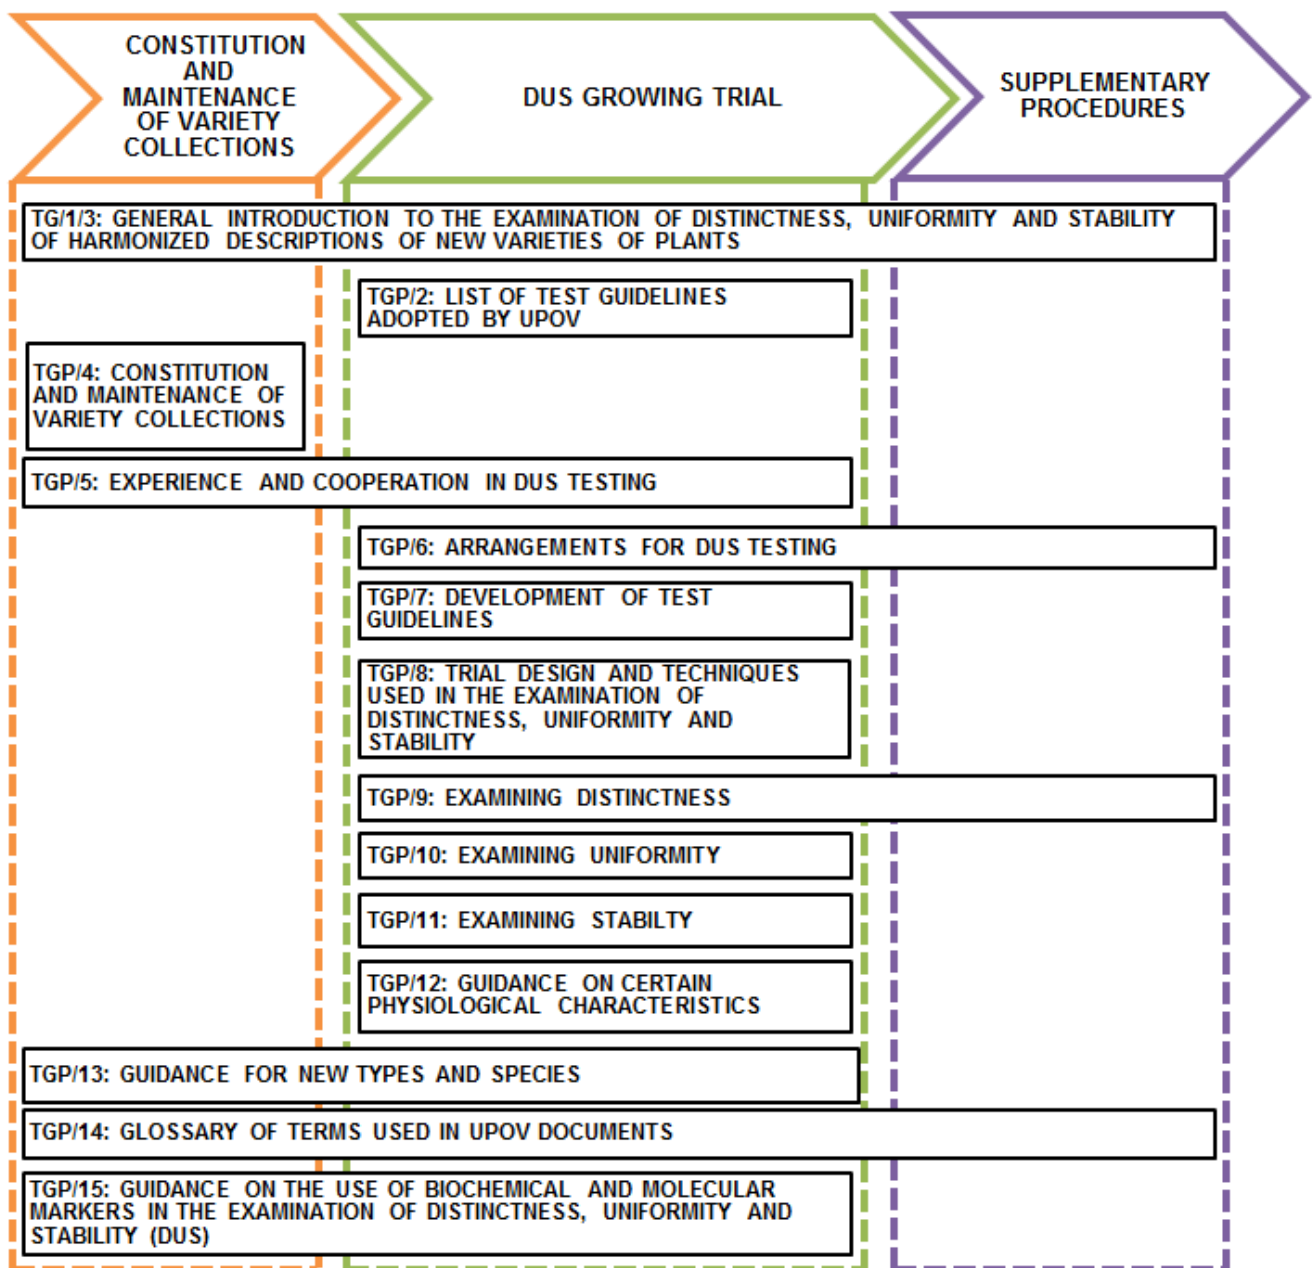 CONSTITUTION
AND
MAINTENANCE
OF VARIETY
COLLECTIONS
DUS GROWING TRIAL
SUPPLEMENTARY
PROCEDURES
TG/1/3: GENERAL INTRODUCTION TO THE EXAMINATION OF DISTINCTNESS, UNIFORMITY AND STABILITY
OF HARMONIZED DESCRIPTIONS OF NEW VARIETIES OF PLANTS
TGP/2: LIST OF TEST GUIDELINES
ADOPTED BY UPOV
TGP/4: CONSTITUTION
AND MAINTENANCE OF
VARIETY COLLECTIONS
TGP/5: EXPERIENCE AND COOPERATION IN DUS TESTING
TGP/6: ARRANGEMENTS FOR DUS TESTING
TGP/7: DEVELOPMENT OF TEST
GUIDELINES
TGP/8: TRIAL DESIGN AND TECHNIQUES
USED IN THE EXAMINATION OF
DISTINCTNESS, UNIFORMITY AND
STABILITY
TGP/9: EXAMINING DISTINCTNESS
TGP/10: EXAMINING UNIFORMITY
TGP/11: EXAMINING STABILTY
TGP/12: GUIDANCE ON CERTAIN
PHYSIOLOGICAL CHARACTERISTICS
TGP/13: GUIDANCE FOR NEW TYPES AND SPECIES
TGP/14: GLOSSARY OF TERMS USED IN UPOV DOCUMENTS
TGP/15: GUIDANCE ON THE USE OF BIOCHEMICAL AND MOLECULAR
MARKERS IN THE EXAMINATION OF DISTINCTNESS, UNIFORMITY AND
STABILITY (DUS)